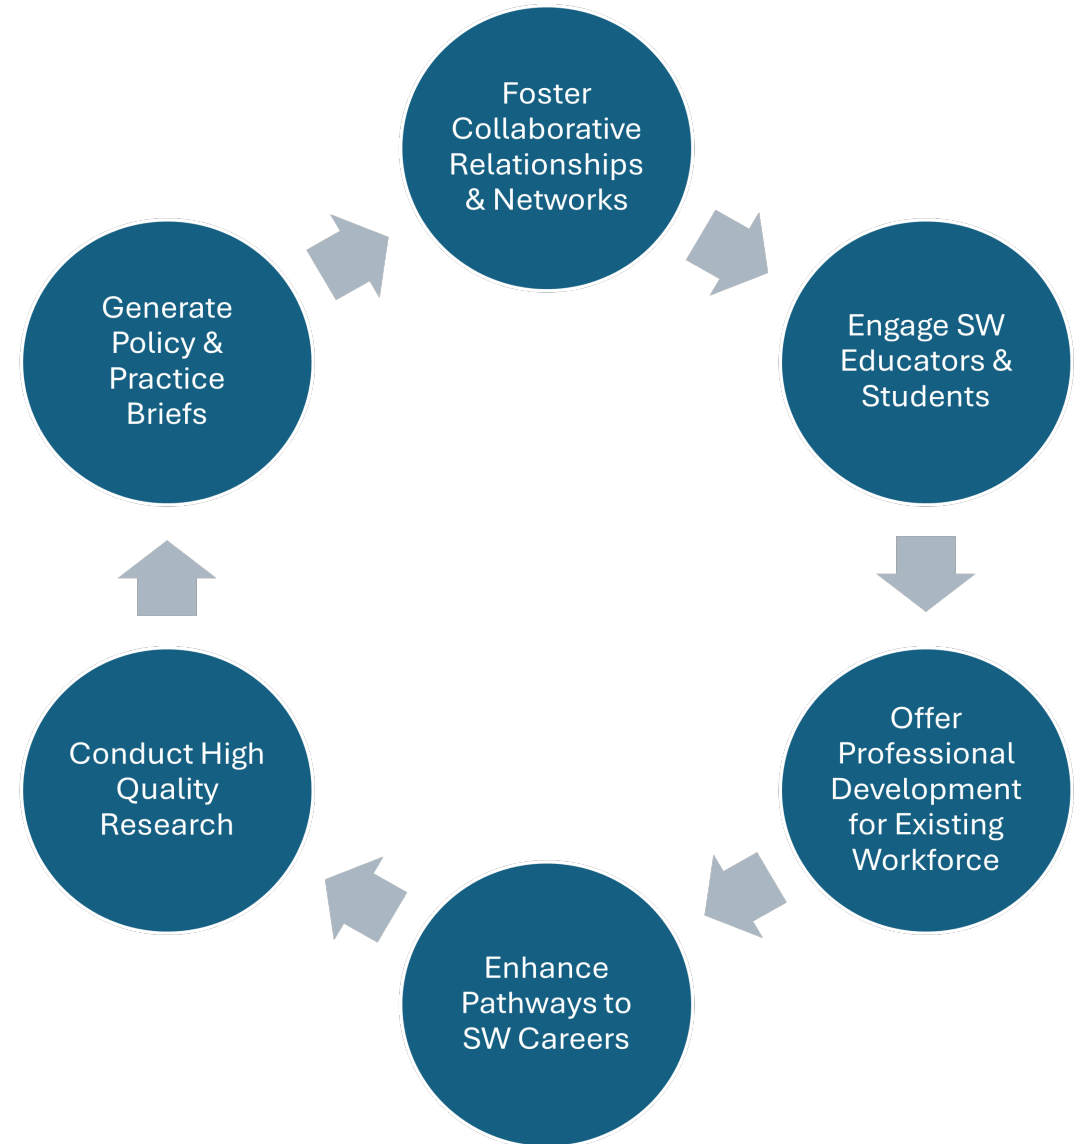 Foster
Collaborative
Relationships
& Networks
Engage SW
Educators &
Students
Offer
Professional
Development
for Existing
Workforce
Enhance
Pathways to
SW Careers
Conduct High
Quality
Research
Generate
Policy &
Practice
Briefs